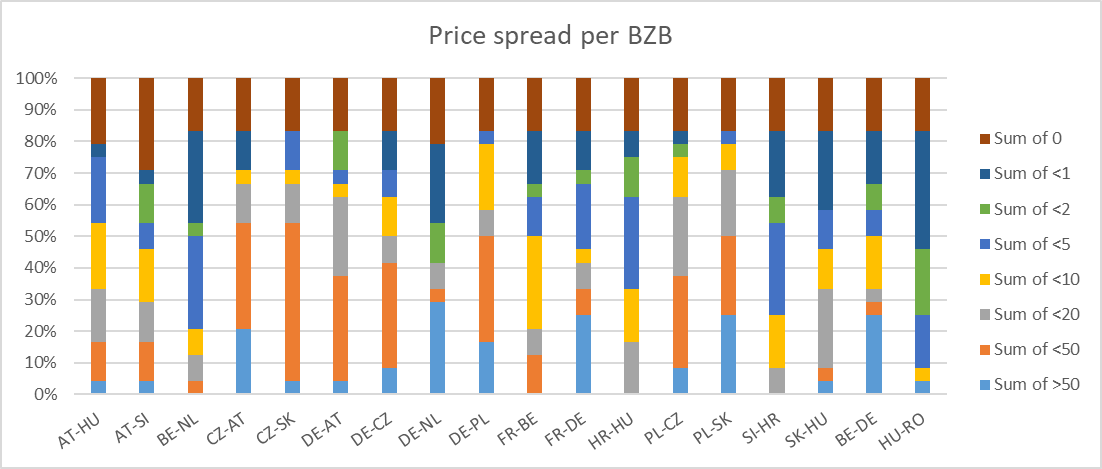 Price spread per BZB
100%
90%
80%
70%
60%
50%
40%
30%
20%
10%
0%
AT-HU
AT-SI
BE-NL
CZ-AT
CZ-SK
DE-AT
DE-CZ
DE-NL
DE-PL
FR-BE
FR-DE
HR-HU
PL-CZ
PL-SK
SI-HR
SK-HU
BE-DE
HU-RO
Sum of 0
Sum of <1
Sum of <2
Sum of <5
Sum of <10
Sum of <20
Sum of <50
Sum of >50